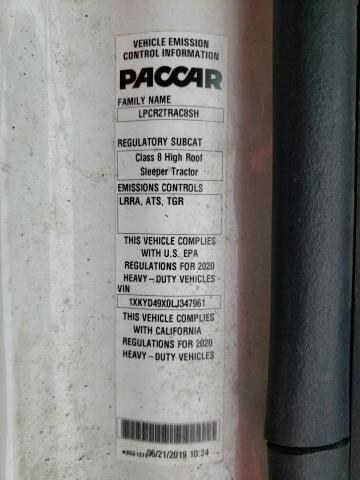 VEHICLE EMISSION
CONTROL INFORMATION
PACCAR
FAMILY NAME
LPCR2TRAC8SH
REGULATORY SUBCAT
Class 8 High Roof
Sleeper Tractor
EMISSIONS CONTROLS
LRRA, ATS, TGR
THIS VEHICLE COMPLIES
WITH U.S. EPA
REGULATIONS FOR 2020
HEAVY-DUTY VEHICLES
VIN
1XKYD49X0LJ347961
THIS VEHICLE COMPLIES
WITH CALIFORNIA
REGULATIONS FOR 2020
HEAVY-DUTY VEHICLES
06/21/2019 10:24